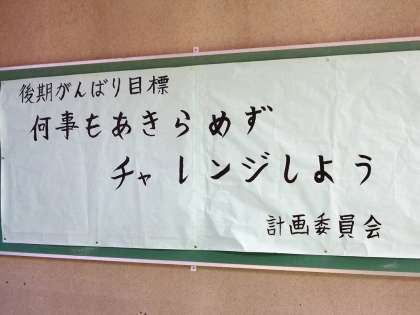 後期がんばり目標
何事もあきらめず
チャレンジしよう
計画委員会